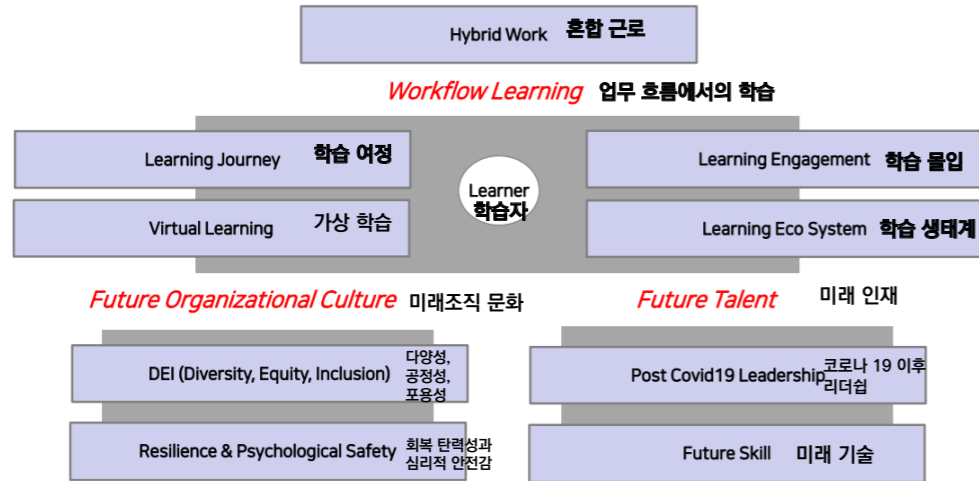 Hybrid Work 혼합 근로
Workflow Learning 업무 흐름에서의 학습
Learning Journey 학습 여정
Learning Engagement 학습 몰입
Learner
학습자
Virtual Learning 가상 학습
Learning Eco System 학습 생태계
Future Organizational Culture 미래조직 문화
Future Talent 미래 인재
DEI (Diversity, Equity, Inclusion) 다양성,
공정성,
포용성
Post Covid19 Leadership 코로나 19 이후
리더쉽
Resilience & Psychological Safety 회복 탄력성과
심리적 안전감
Future Skill 미래 기술